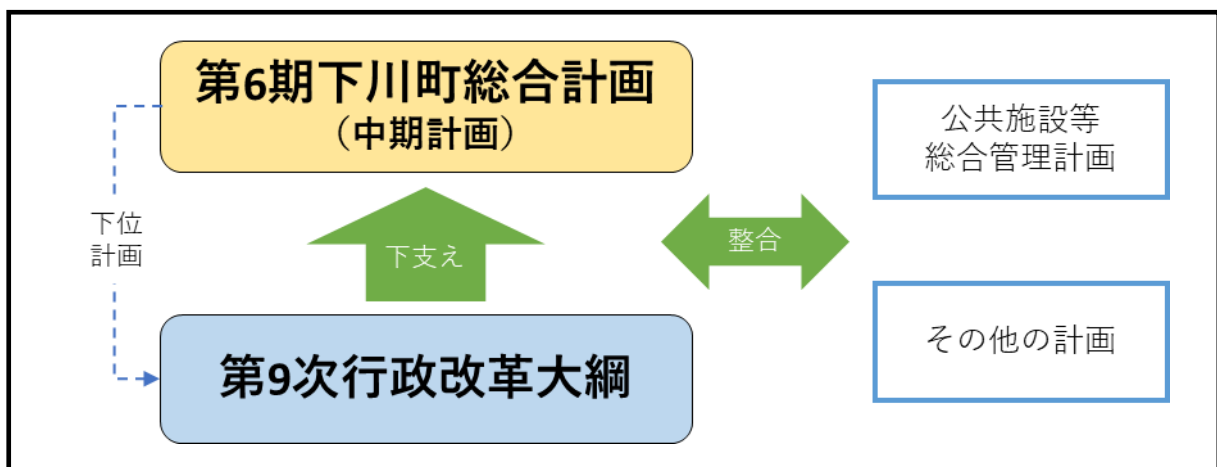 第6期下川町総合計画
（中期計画）
公共施設等
総合管理計画
下位
計画
下支え
整合
その他の計画
第9次行政改革大綱